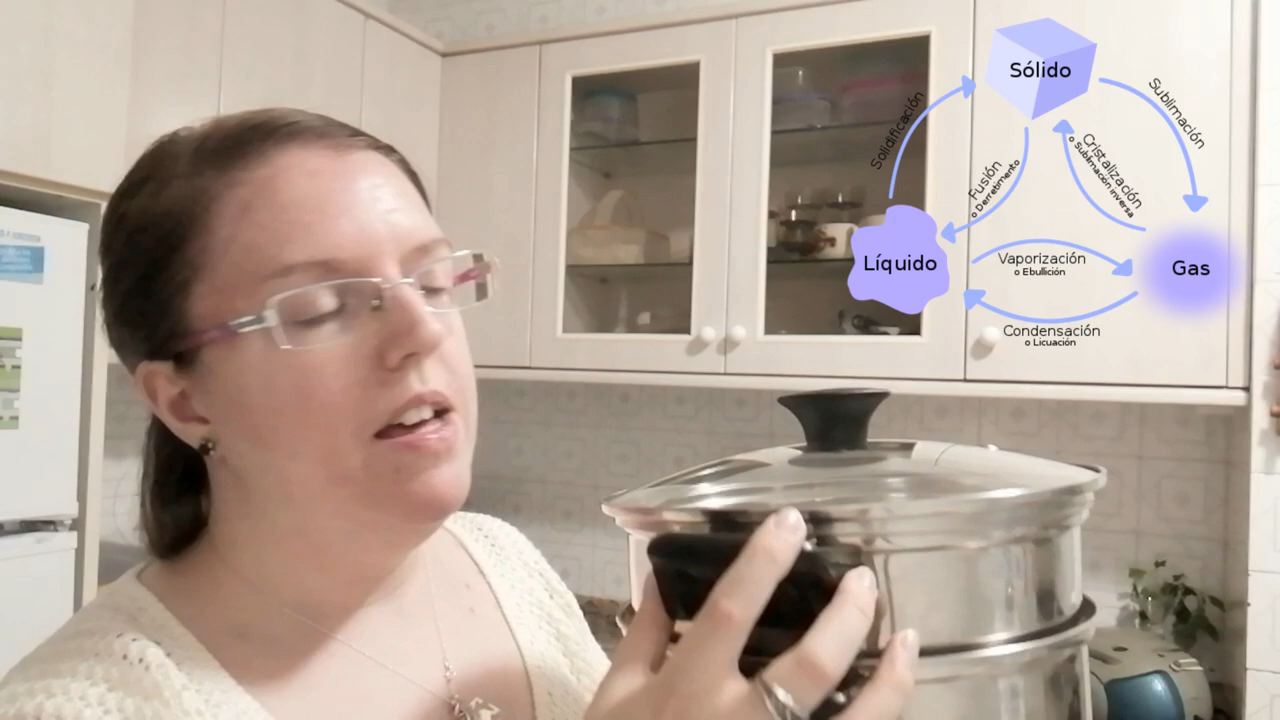 Sólido
Solidificación
Sublimación
Fusión
o Derretimento
Cristalización
o Sublimación inversa
Líquido
Vaporización
o Ebullición
Gas
Condensación
o Licuación